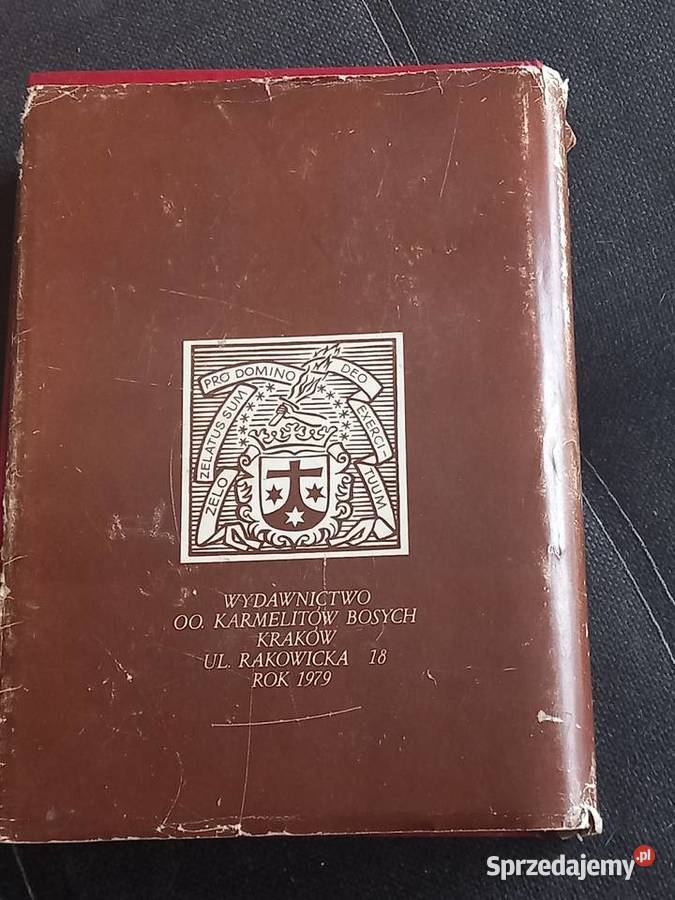 ZELO ZELATUS SUM PRO DOMINO DEO EXERCI-
TUUM
WYDAWNICTWO
OO. KARMELITÓW BOSYCH
KRAKÓW
UL. RAKOWICKA 18
ROK 1979
Sprzedajemy.pl